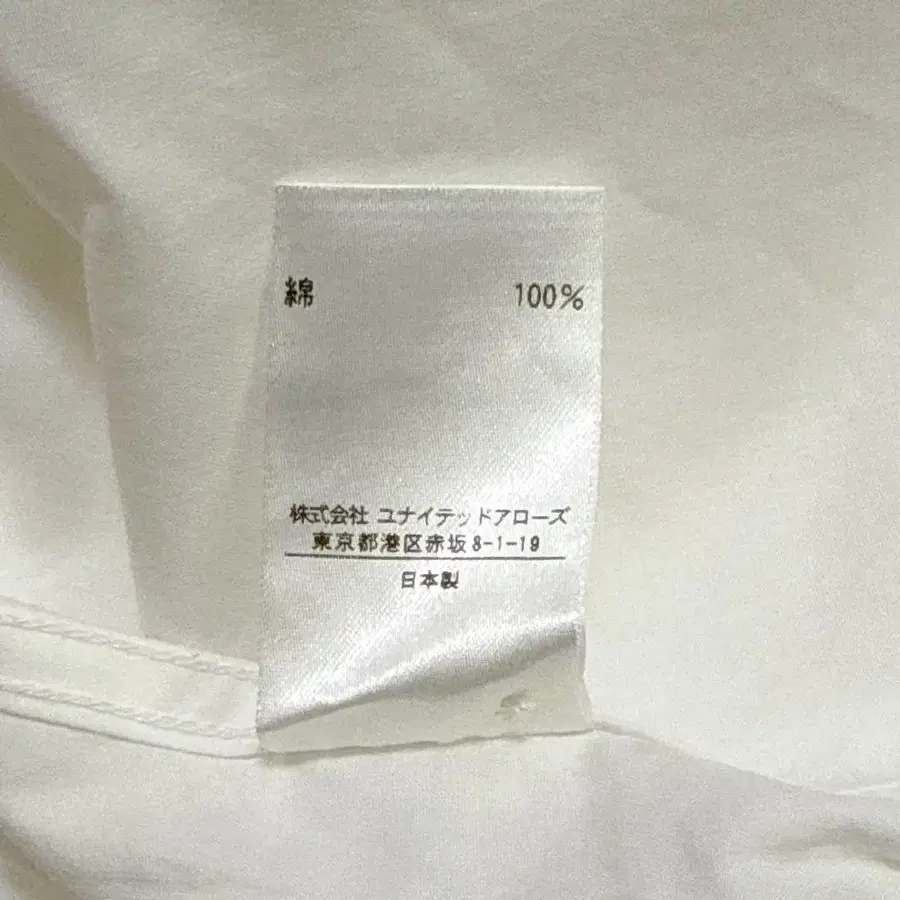 綿 100%
株式会社 ユナイテッドアローズ
東京都港区赤坂8-1-19
日本製